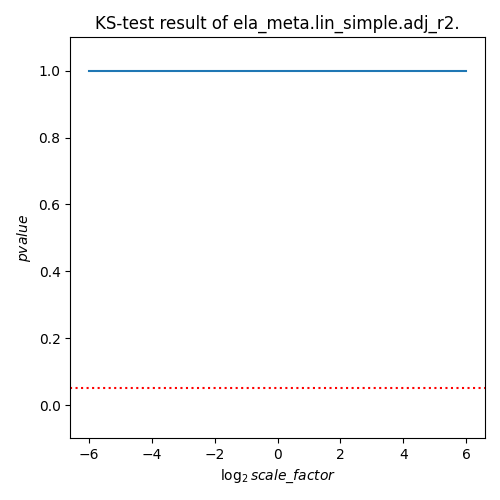 KS-test result of ela_meta.lin_simple.adj_r2.
1.0
0.8
0.6
0.4
0.2
0.0
pvalue
−6 −4 −2 0 2 4 6
log₂ scale_factor